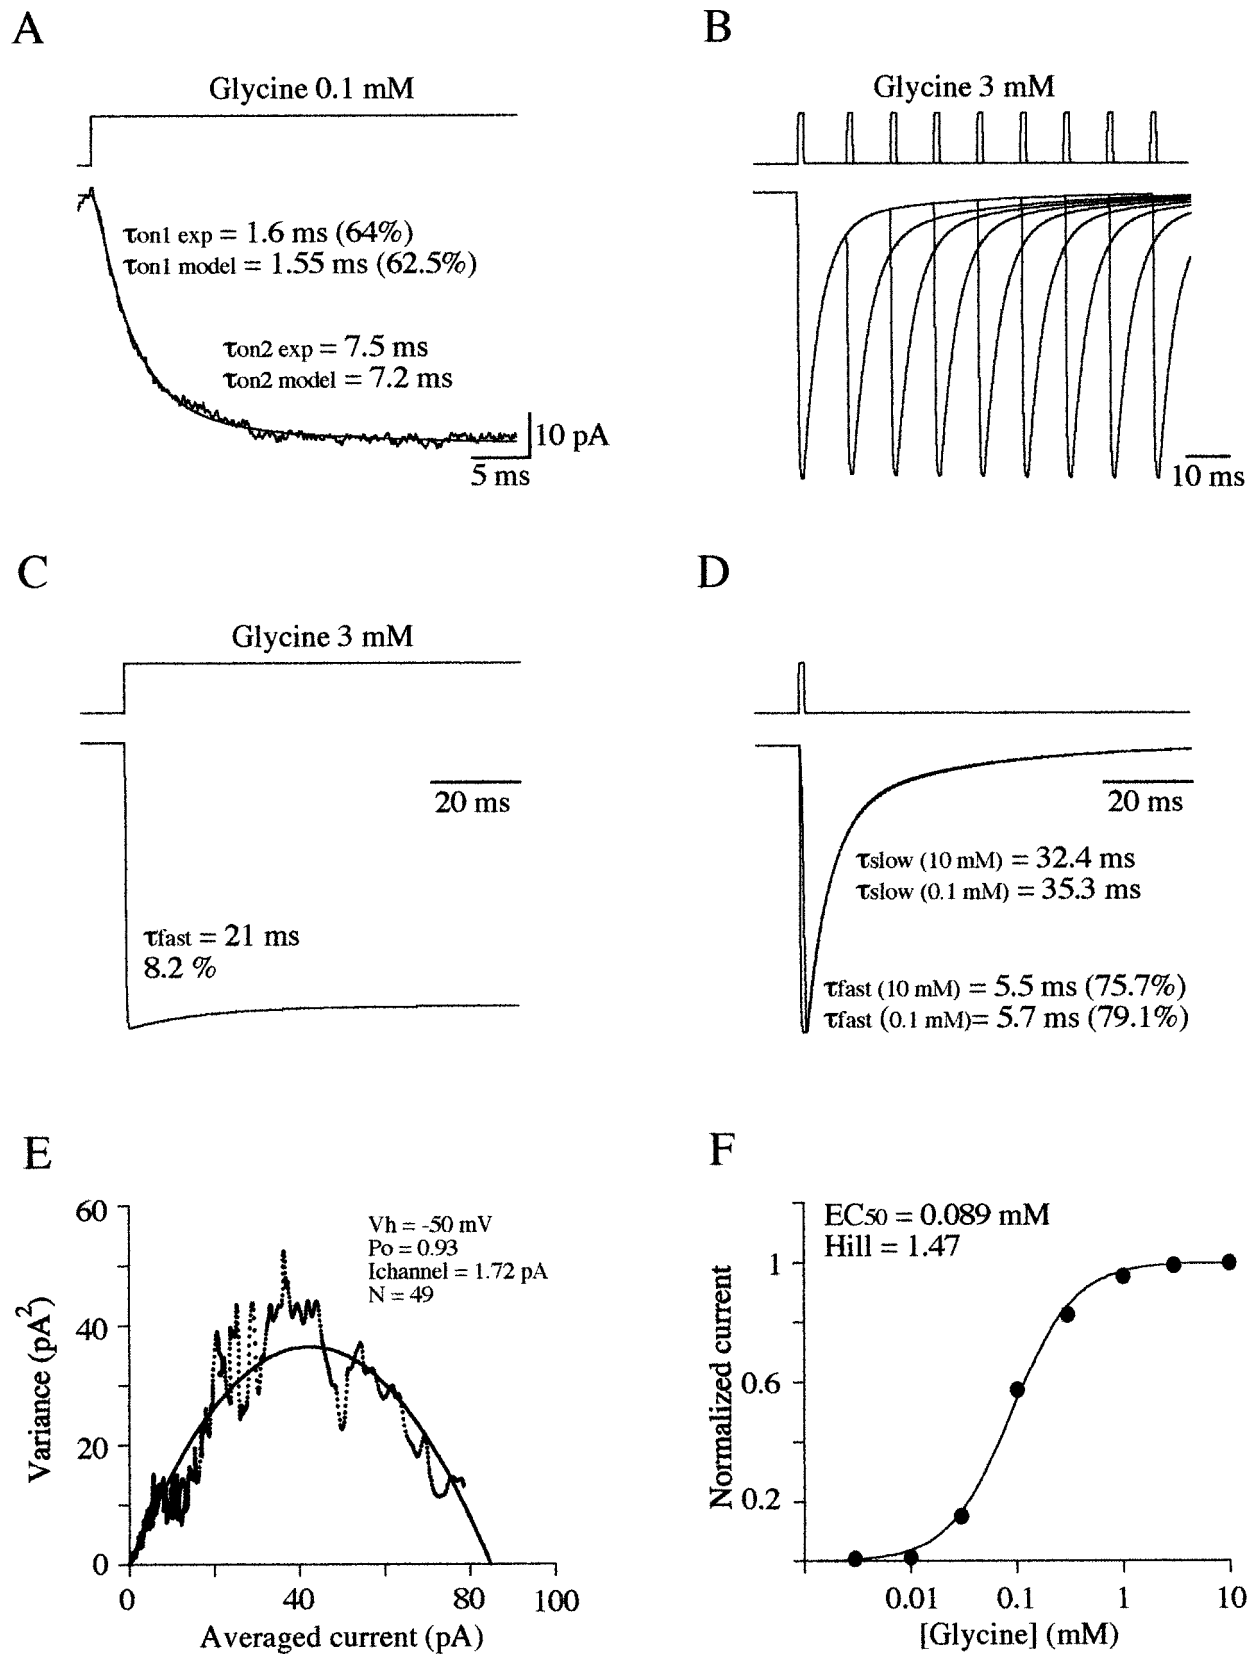 A
Glycine 0.1 mM
τon1 exp = 1.6 ms (64%)
τon1 model = 1.55 ms (62.5%)
τon2 exp = 7.5 ms
τon2 model = 7.2 ms
10 pA
5 ms
B
Glycine 3 mM
10 ms
C
Glycine 3 mM
20 ms
τfast = 21 ms
8.2 %
D
20 ms
τslow (10 mM) = 32.4 ms
τslow (0.1 mM) = 35.3 ms
τfast (10 mM) = 5.5 ms (75.7%)
τfast (0.1 mM)= 5.7 ms (79.1%)
E
Vh = -50 mV
Po = 0.93
Ichannel = 1.72 pA
N = 49
60
40
20
0
Variance (pA²)
0 40 80 100
Averaged current (pA)
F
EC50 = 0.089 mM
Hill = 1.47
1
0.6
0.2
Normalized current
0.01 0.1 1 10
[Glycine] (mM)